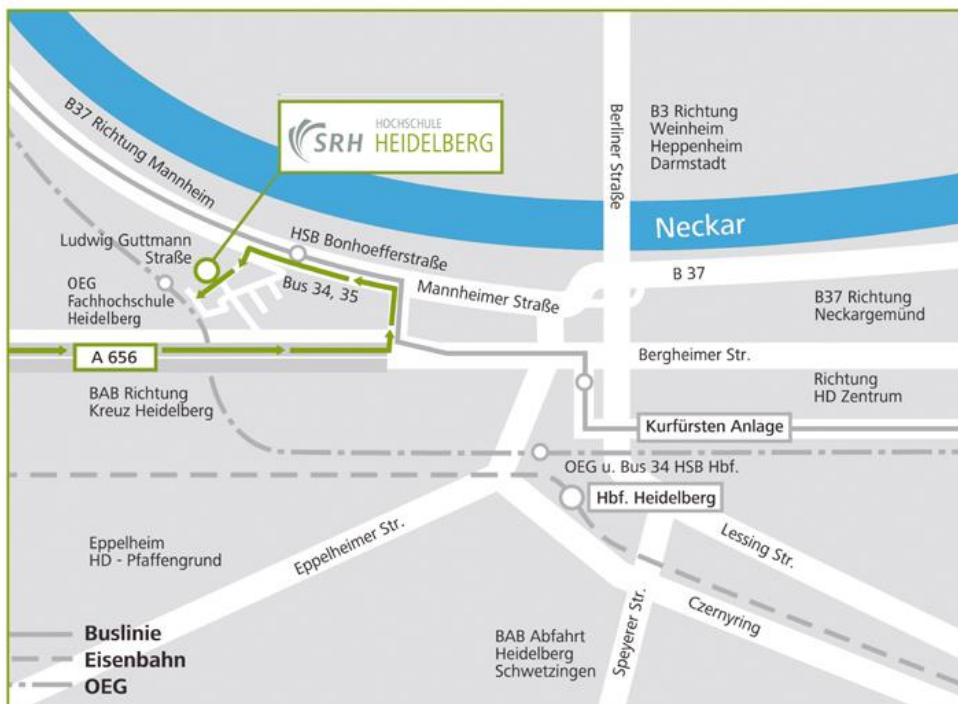 B37 Richtung Mannheim
SRH
HOCHSCHULE
HEIDELBERG
Berliner Straße
B3 Richtung
Weinheim
Heppenheim
Darmstadt
Neckar
Ludwig Guttmann
Straße
HSB Bonhoefferstraße
OEG
Fachhochschule
Heidelberg
Bus 34, 35
Mannheimer Straße
B 37
B37 Richtung
Neckargemünd
A 656
Bergheimer Str.
BAB Richtung
Kreuz Heidelberg
Richtung
HD Zentrum
Kurfürsten Anlage
OEG u. Bus 34 HSB Hbf.
Hbf. Heidelberg
Eppelheim
HD - Pfaffengrund
Eppelheimer Str.
Lessing Str.
Czernyring
Speyerer Str.
BAB Abfahrt
Heidelberg
Schwetzingen
Buslinie
Eisenbahn
OEG